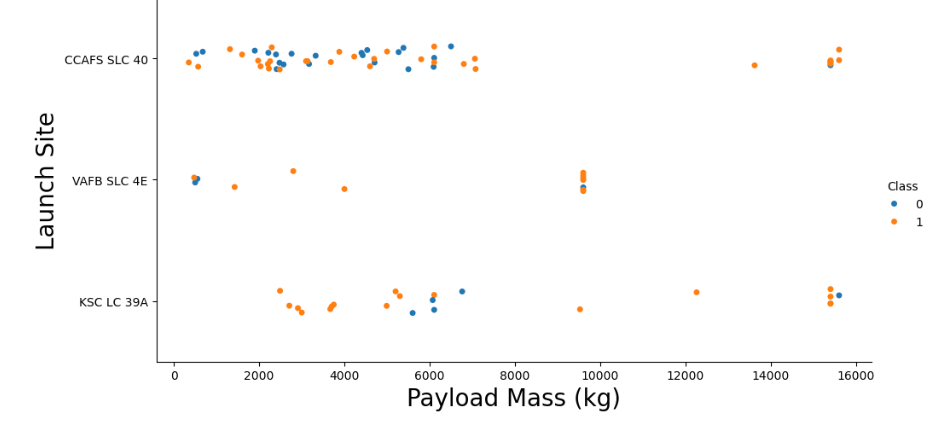 Launch Site
CCAFS SLC 40
VAFB SLC 4E
KSC LC 39A
0 2000 4000 6000 8000 10000 12000 14000 16000
Payload Mass (kg)
Class
0
1